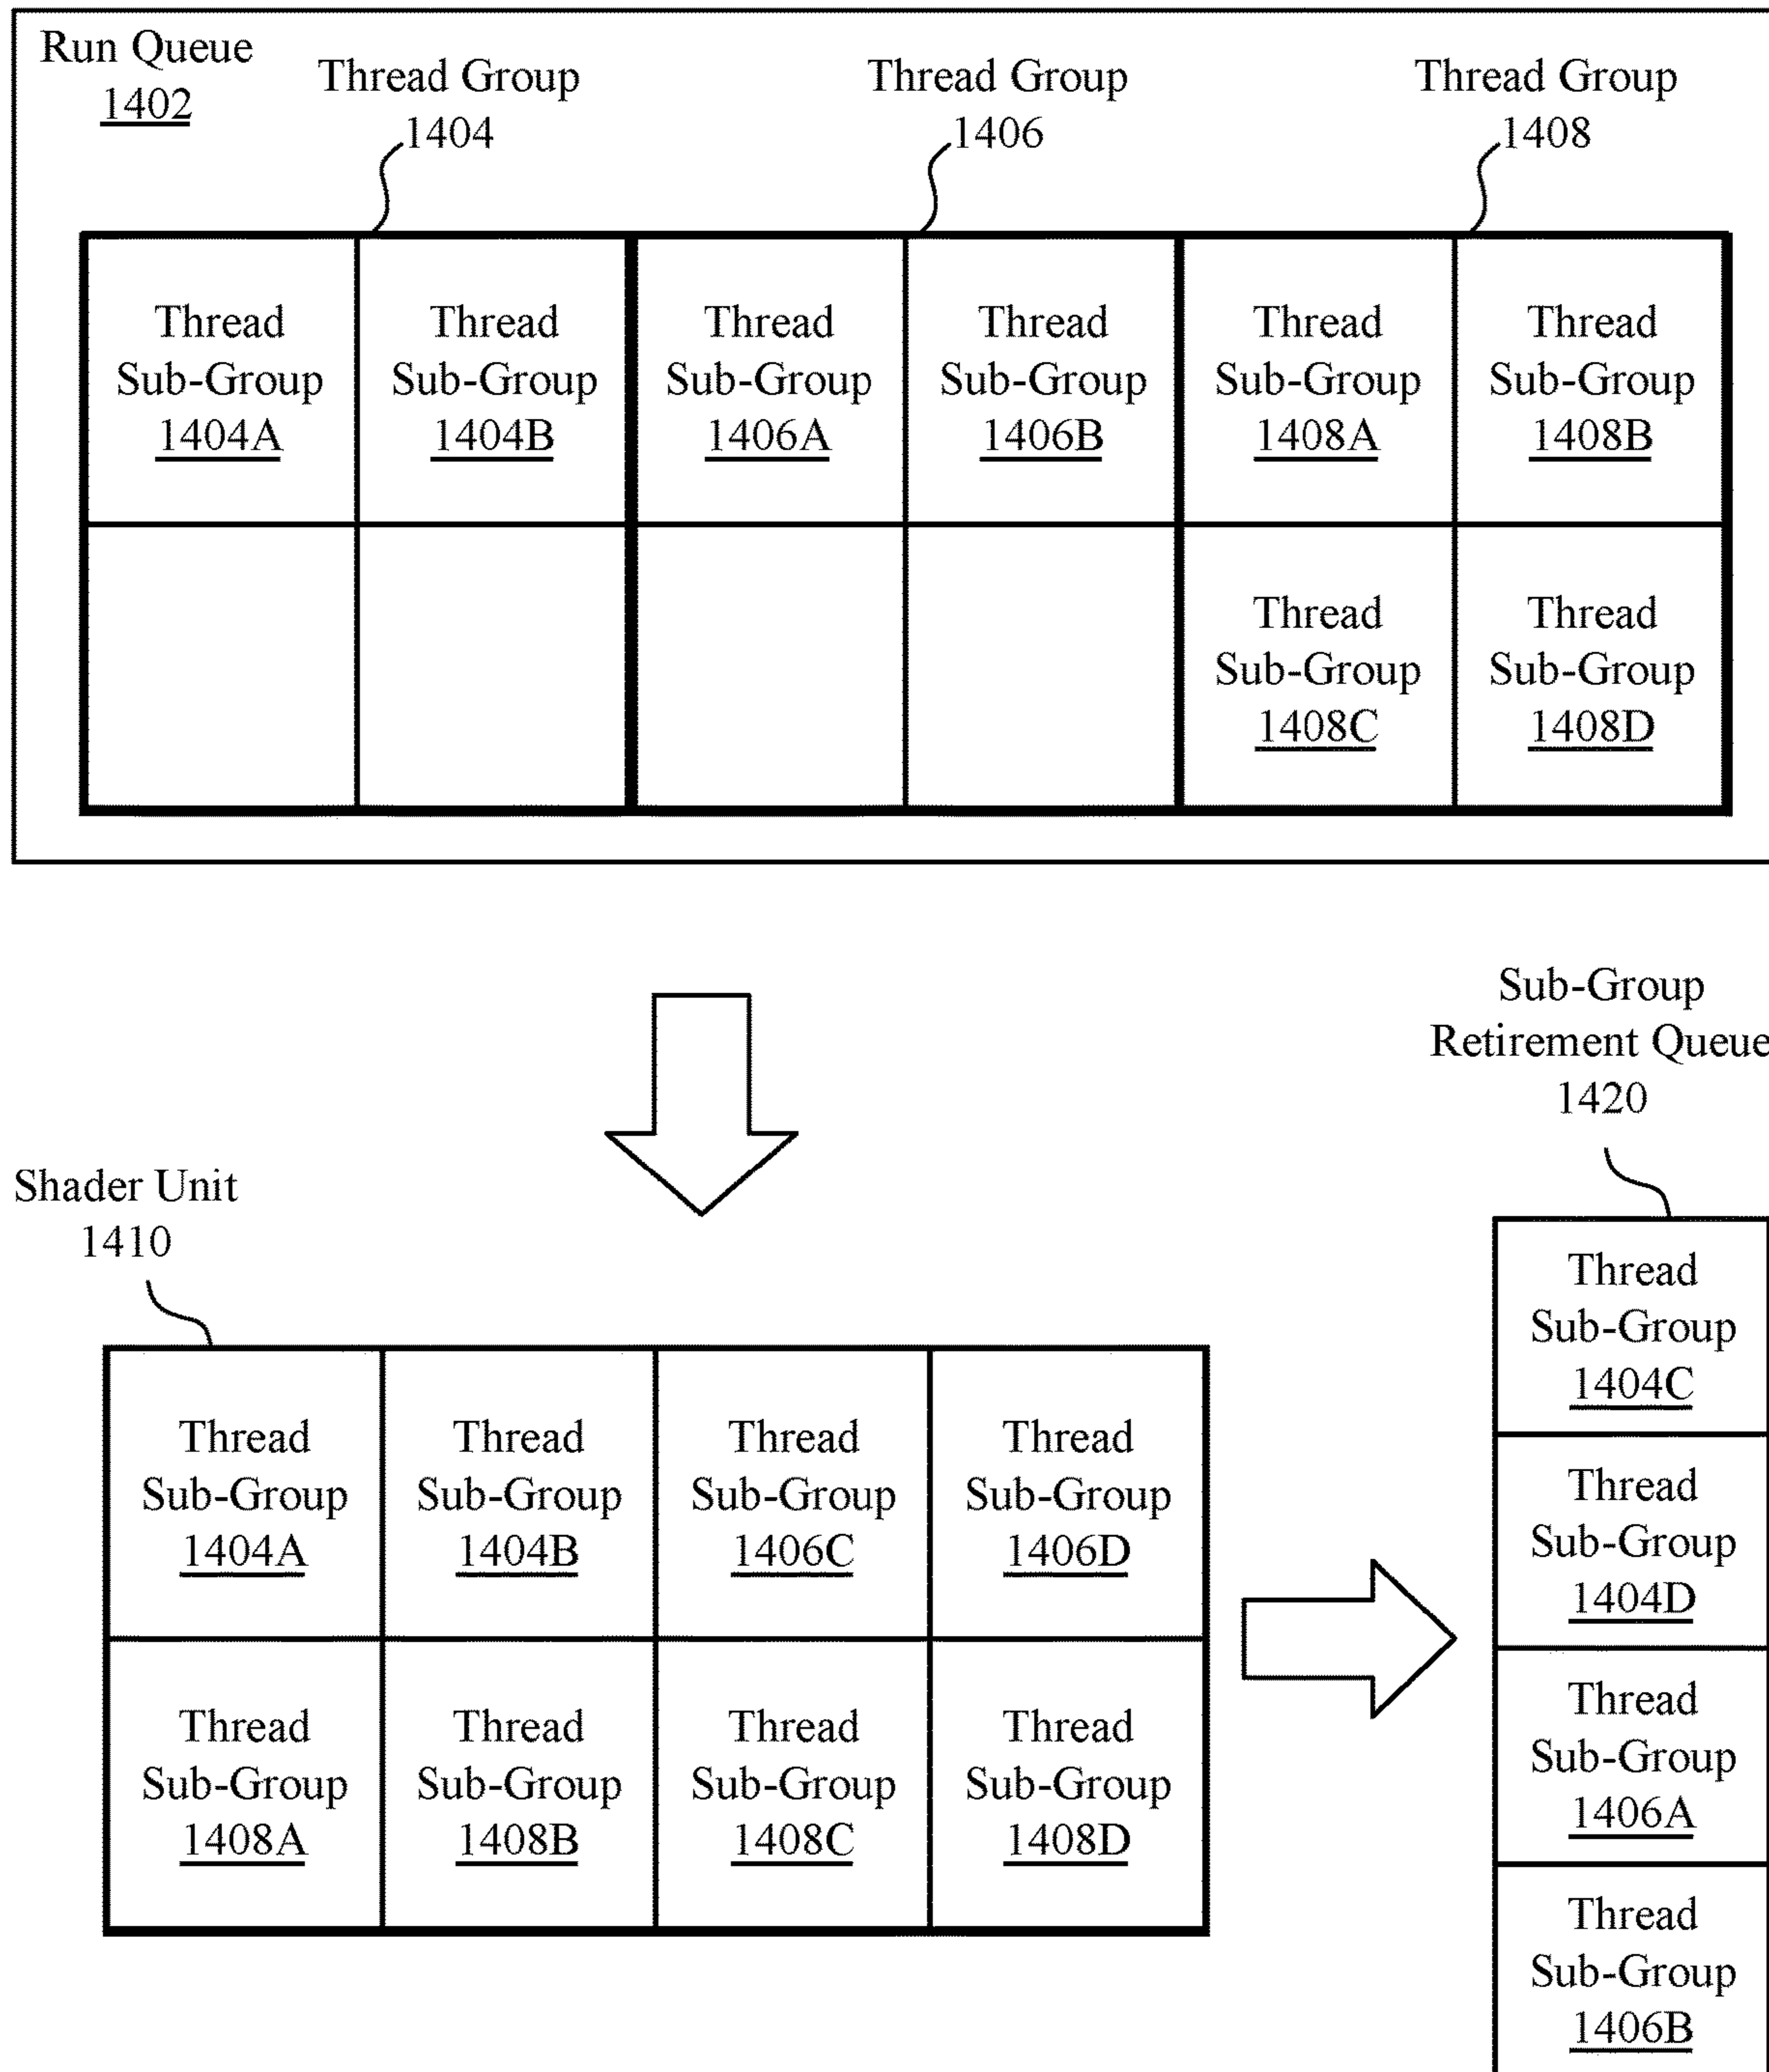 Run Queue
1402
Thread Group
1404
Thread Group
1406
Thread Group
1408
Thread
Sub-Group
1404A
Thread
Sub-Group
1404B
Thread
Sub-Group
1406A
Thread
Sub-Group
1406B
Thread
Sub-Group
1408A
Thread
Sub-Group
1408B
Thread
Sub-Group
1408C
Thread
Sub-Group
1408D
Sub-Group
Retirement Queue
1420
Shader Unit
1410
Thread
Sub-Group
1404A
Thread
Sub-Group
1404B
Thread
Sub-Group
1406C
Thread
Sub-Group
1406D
Thread
Sub-Group
1408A
Thread
Sub-Group
1408B
Thread
Sub-Group
1408C
Thread
Sub-Group
1408D
Thread
Sub-Group
1404C
Thread
Sub-Group
1404D
Thread
Sub-Group
1406A
Thread
Sub-Group
1406B